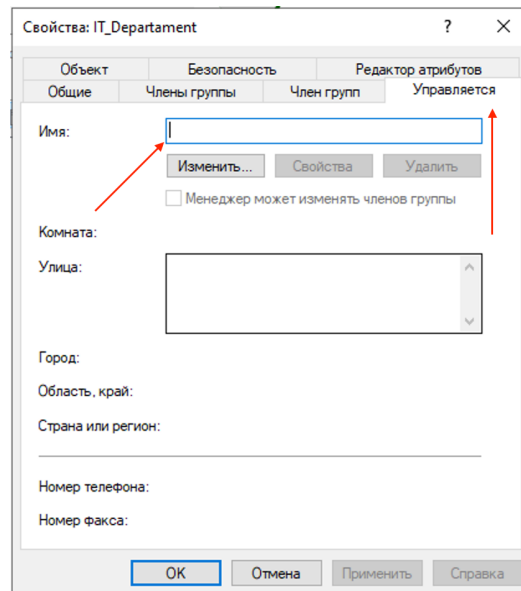 Свойства: IT_Departament
?
Объект Безопасность Редактор атрибутов
Общие Члены группы Член групп Управляется
Имя:
Изменить... Свойства Удалить
Менеджер может изменять членов группы
Комната:
Улица:
Город:
Область, край:
Страна или регион:
Номер телефона:
Номер факса:
OK Отмена Применить Справка